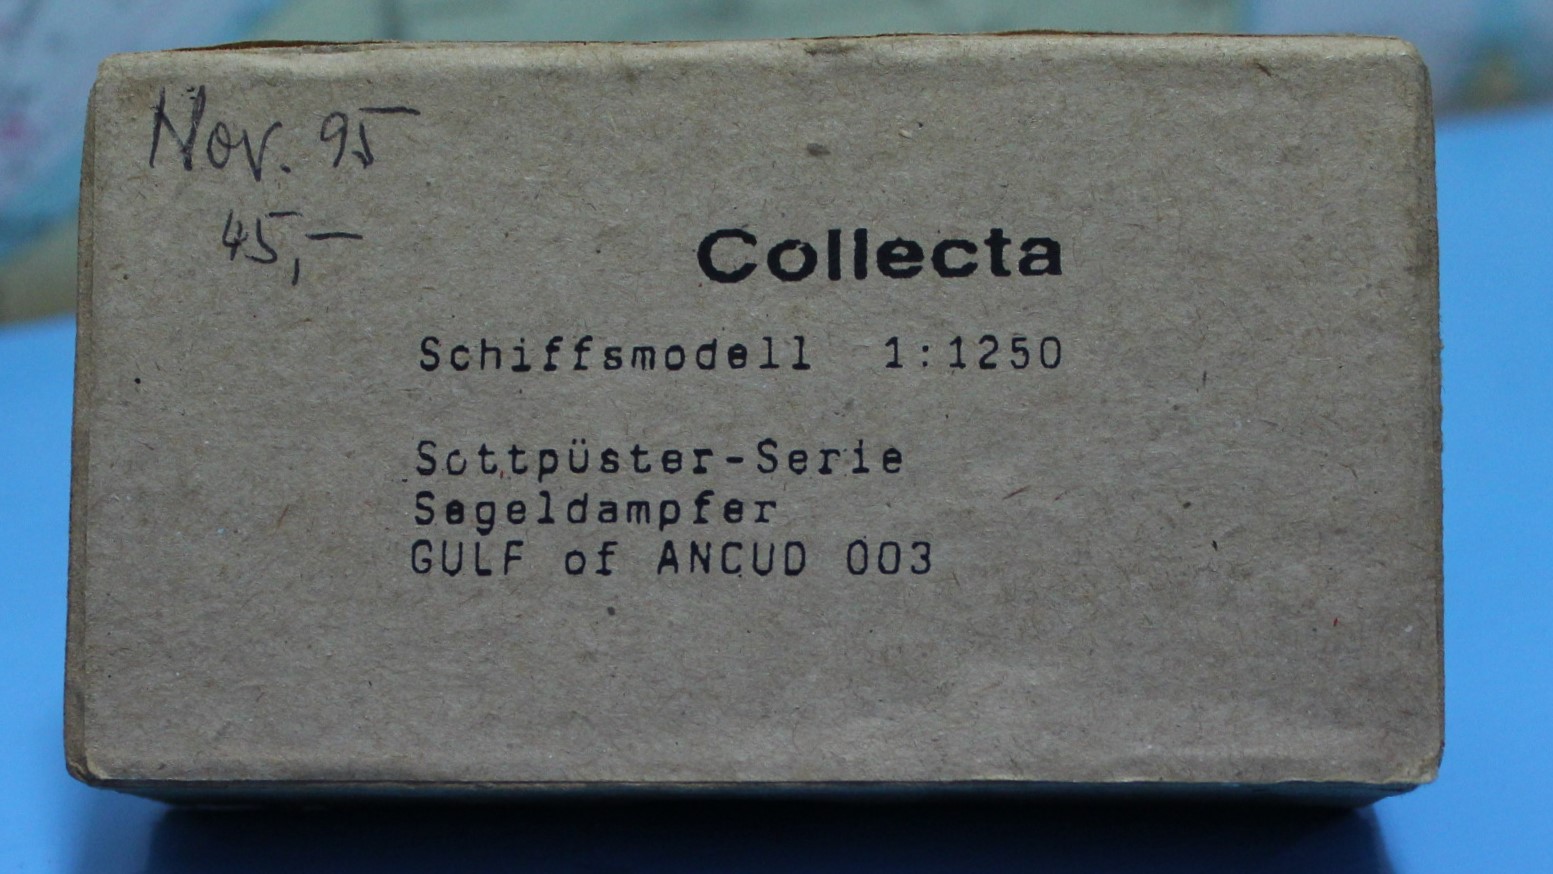 Nov. 95
45,—
Collecta
Schiffsmodell 1:1250
Sottpüster-Serie
Segeldampfer
GULF of ANCUD 003